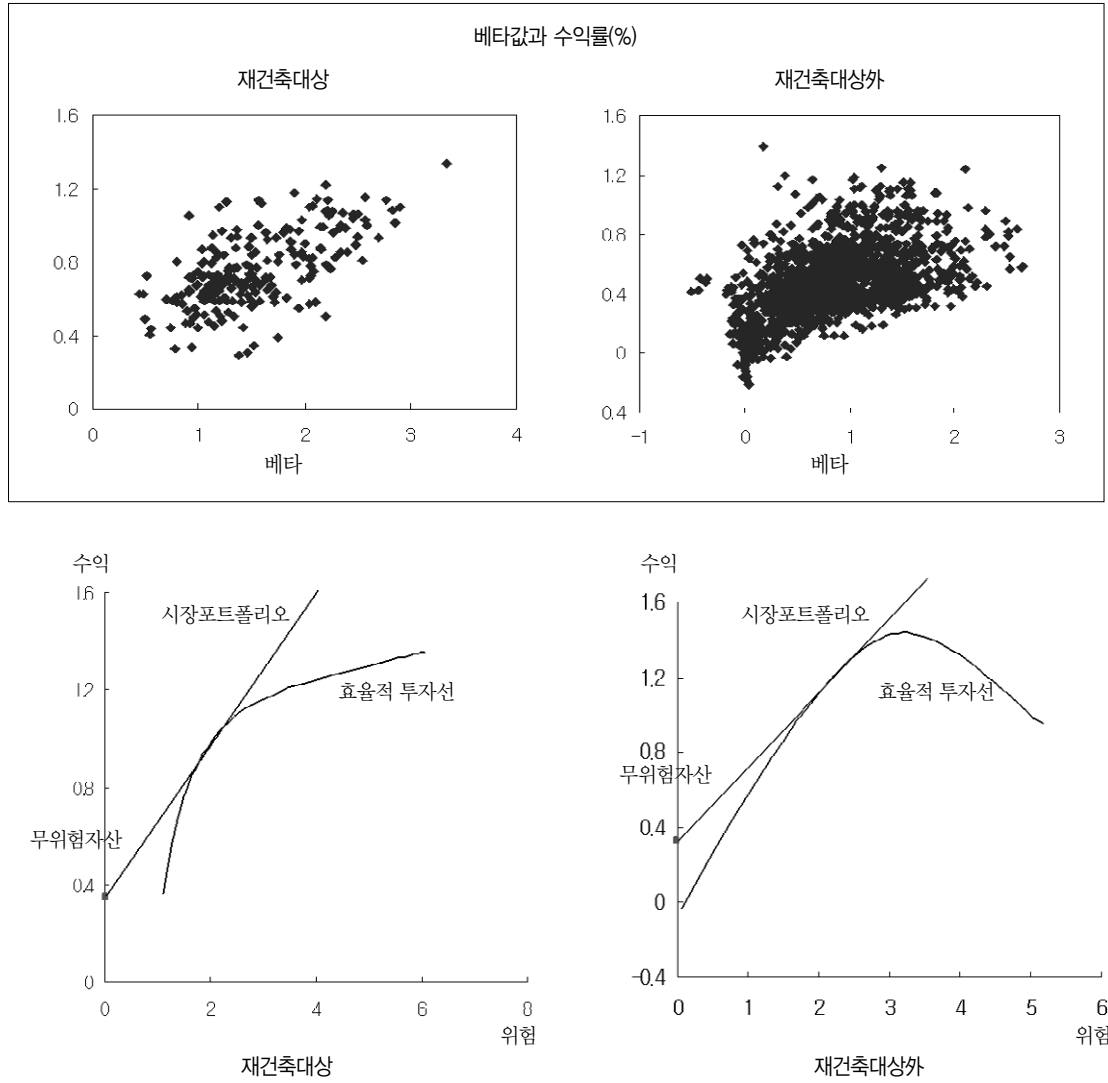 베타값과 수익률(%)
재건축대상
재건축대상外
1.6
1.2
0.8
0.4
0
0
1
2
3
4
베타
1.6
1.2
0.8
0.4
0
0.4
-1
0
1
2
3
베타
수익
1.6
1.2
0.8
0.4
0
시장포트폴리오
효율적 투자선
무위험자산
0
2
4
6
8
위험
재건축대상
수익
1.6
1.2
0.8
0.4
0
-0.4
시장포트폴리오
효율적 투자선
무위험자산
0
1
2
3
4
5
6
위험
재건축대상外